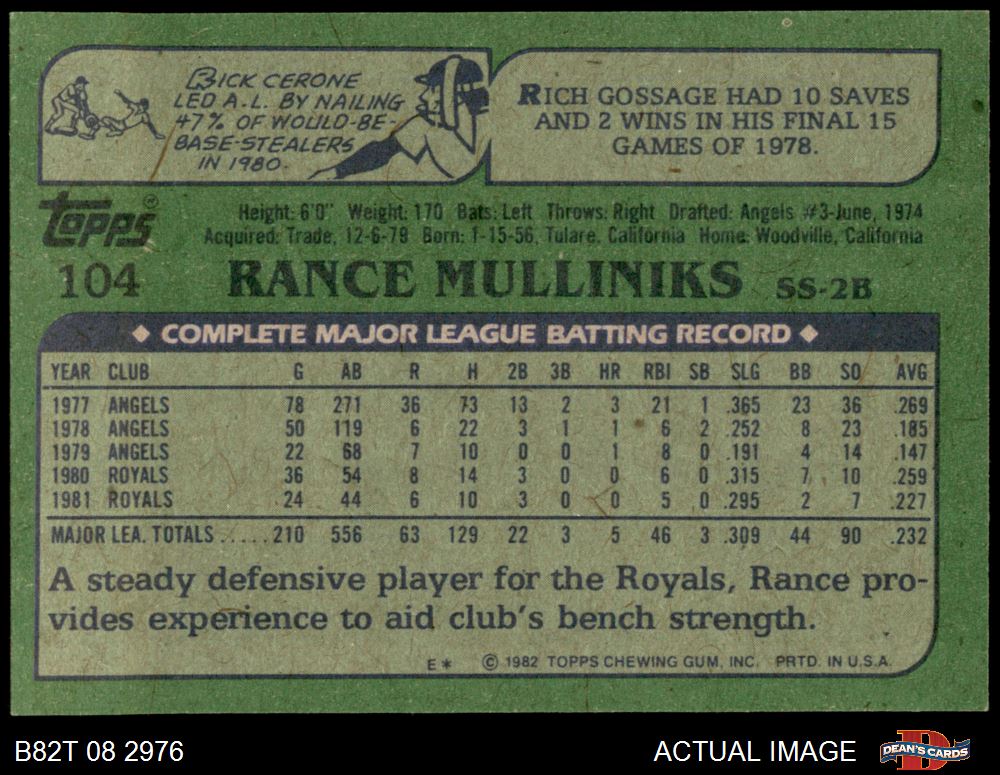 RICK CERONE
LED A.L. BY NAILING
47% OF WOULD-BE-
BASE-STEALERS
IN 1980.
RICH GOSSAGE HAD 10 SAVES
AND 2 WINS IN HIS FINAL 15
GAMES OF 1978.
TOPPS®
Height: 6'0" Weight: 170 Bats: Left Throws: Right Drafted: Angels #3-June, 1974
Acquired: Trade, 12-6-79 Born: 1-15-56, Tulare, California Home: Woodville, California
104 RANCE MULLINIKS SS-2B
◆ COMPLETE MAJOR LEAGUE BATTING RECORD ◆
YEAR CLUB G AB R H 2B 3B HR RBI SB SLG BB SO AVG
1977 ANGELS 78 271 36 73 13 2 3 21 1 .365 23 36 .269
1978 ANGELS 50 119 6 22 3 1 1 6 2 .252 8 23 .185
1979 ANGELS 22 68 7 10 0 0 1 8 0 .191 4 14 .147
1980 ROYALS 36 54 8 14 3 0 0 6 0 .315 7 10 .259
1981 ROYALS 24 44 6 10 3 0 0 5 0 .295 2 7 .227
MAJOR LEA. TOTALS .....210 556 63 129 22 3 5 46 3 .309 44 90 .232
A steady defensive player for the Royals, Rance pro-
vides experience to aid club's bench strength.
E* © 1982 TOPPS CHEWING GUM, INC. PRTD. IN U.S.A.
B82T 08 2976 ACTUAL IMAGE D DEAN'S CARDS